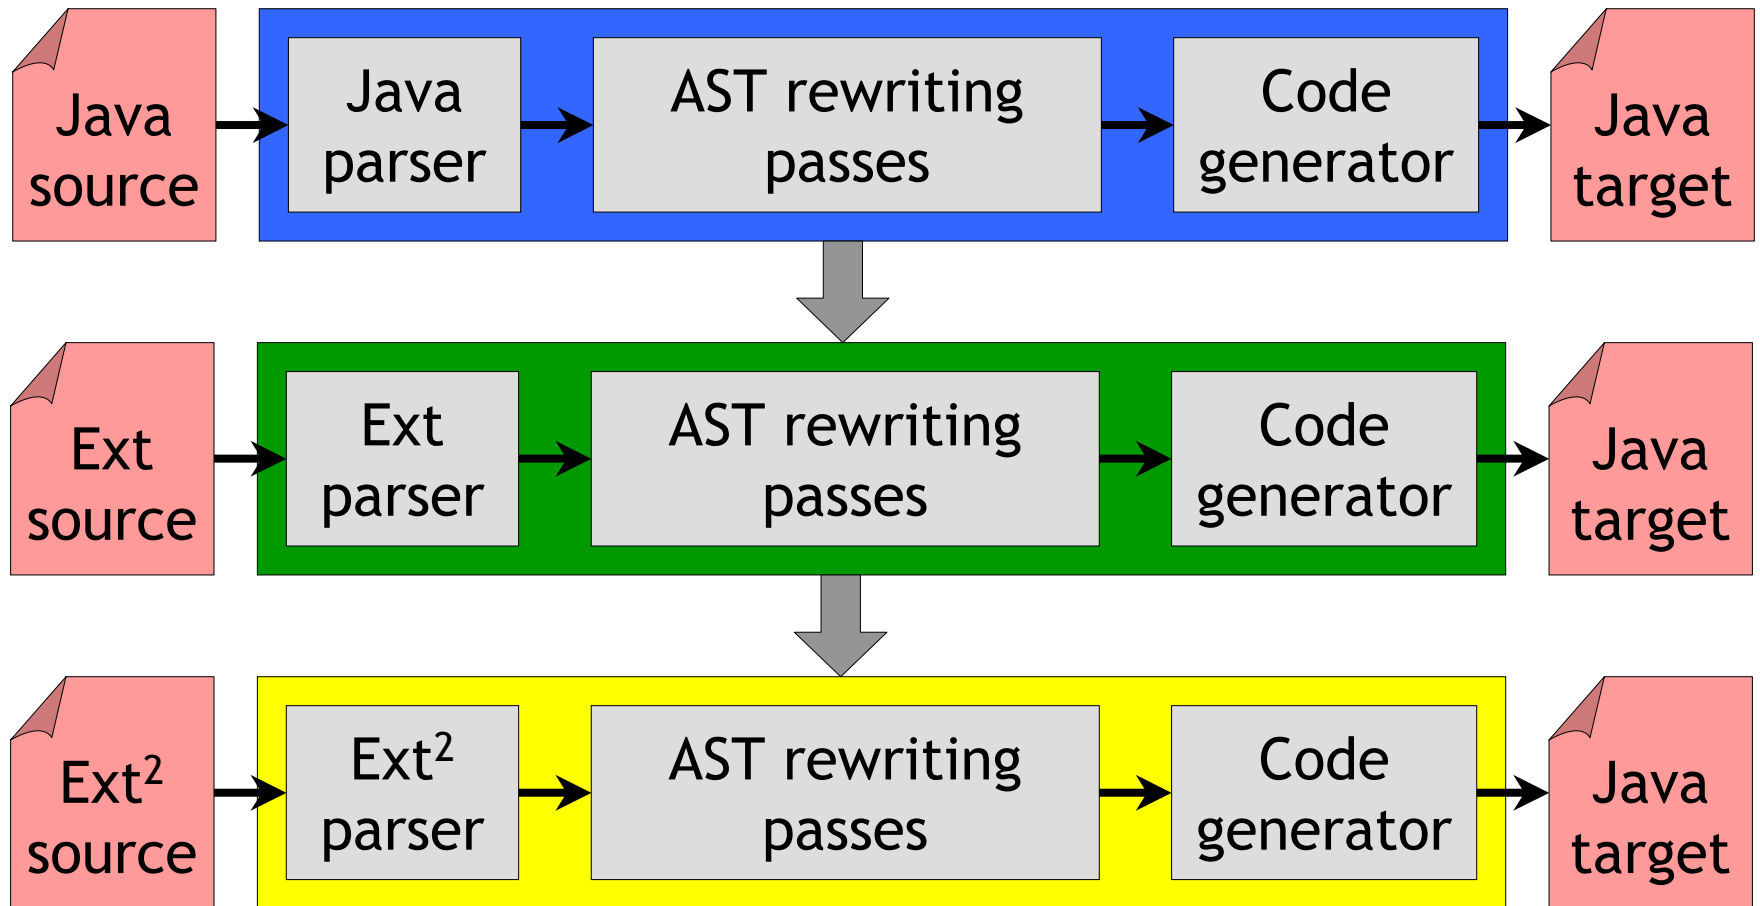 Java
source
Java
parser
AST rewriting
passes
Code
generator
Java
target
Ext
source
Ext
parser
AST rewriting
passes
Code
generator
Java
target
Ext²
source
Ext²
parser
AST rewriting
passes
Code
generator
Java
target